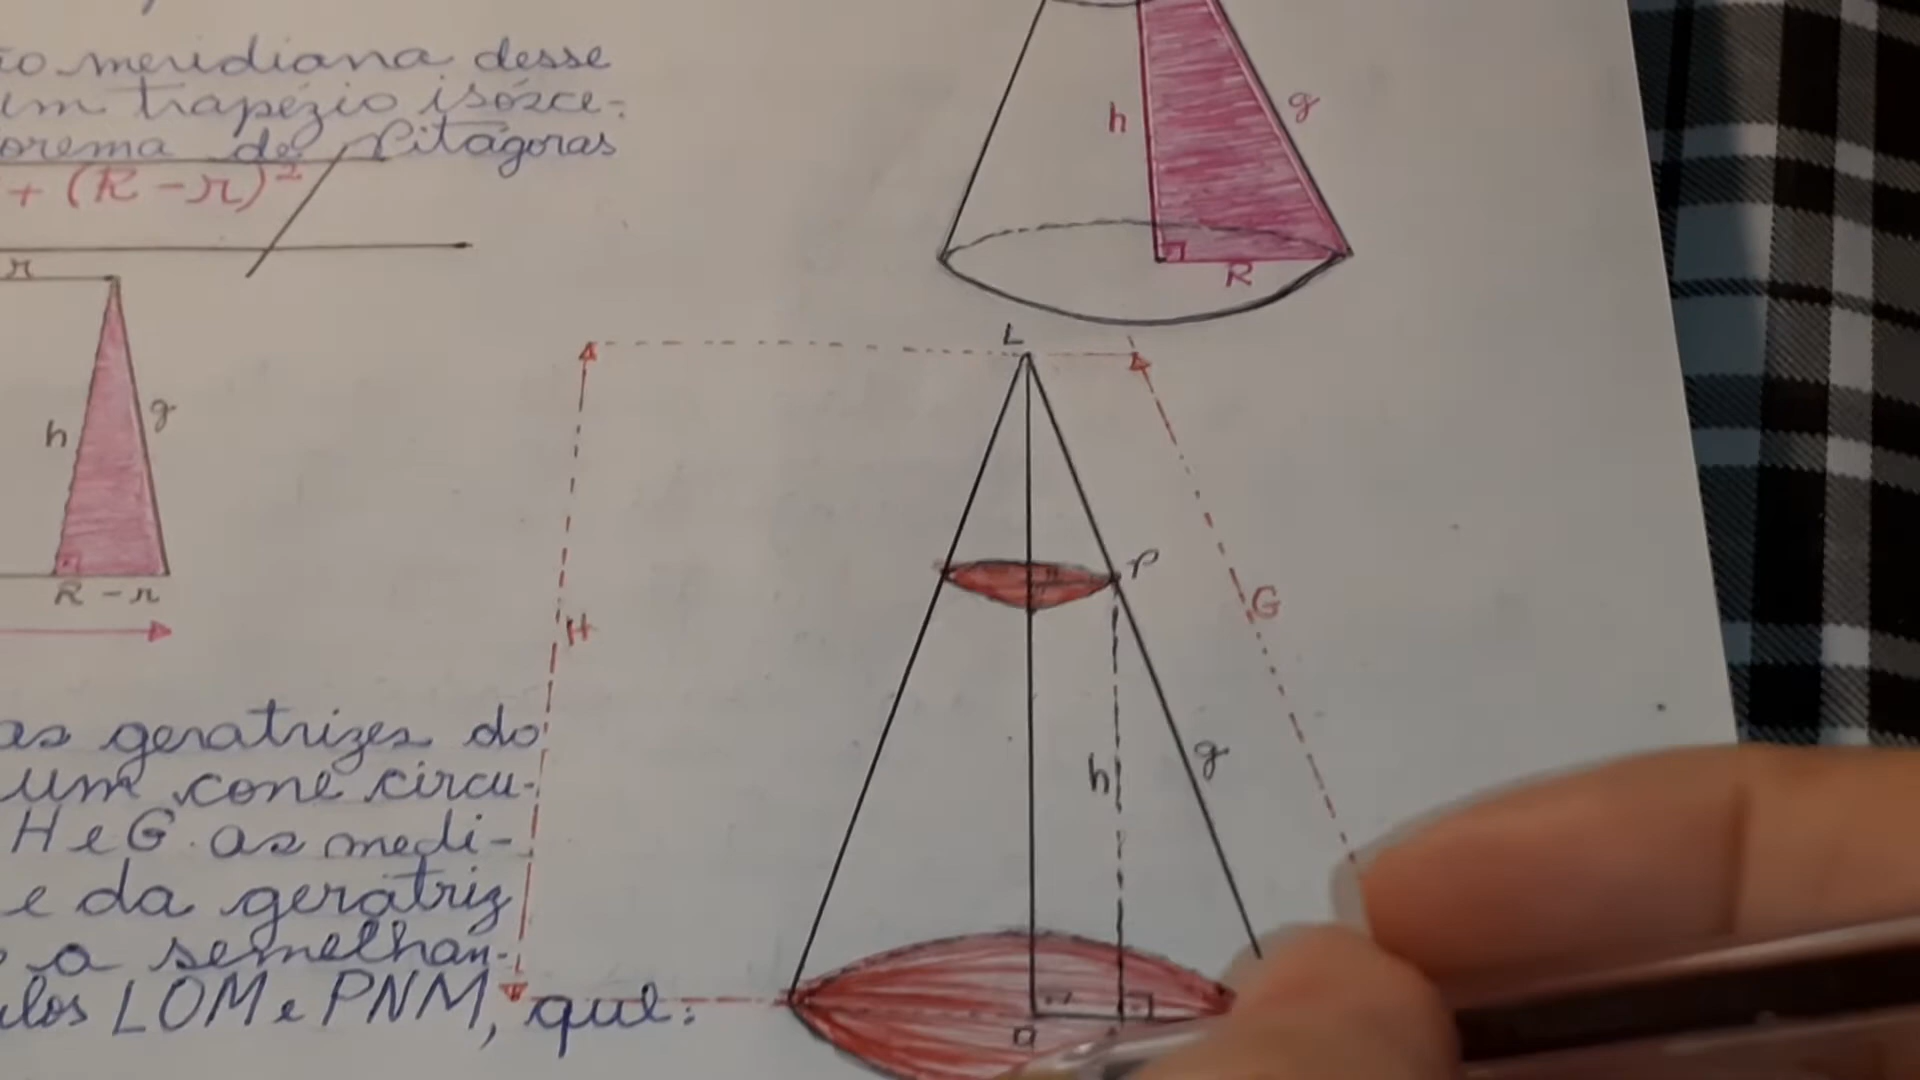 ão meridiana desse
um trapézio isósce-
orema de Pitágoras
+ (R - r)²
r
h
g
R - r
h
g
R
L
H
G
P
h
g
O
as geratrizes do
um cone circu-
H e G as medi-
e da geratriz
o a semelhan-
ulos LOM e PNM, que: